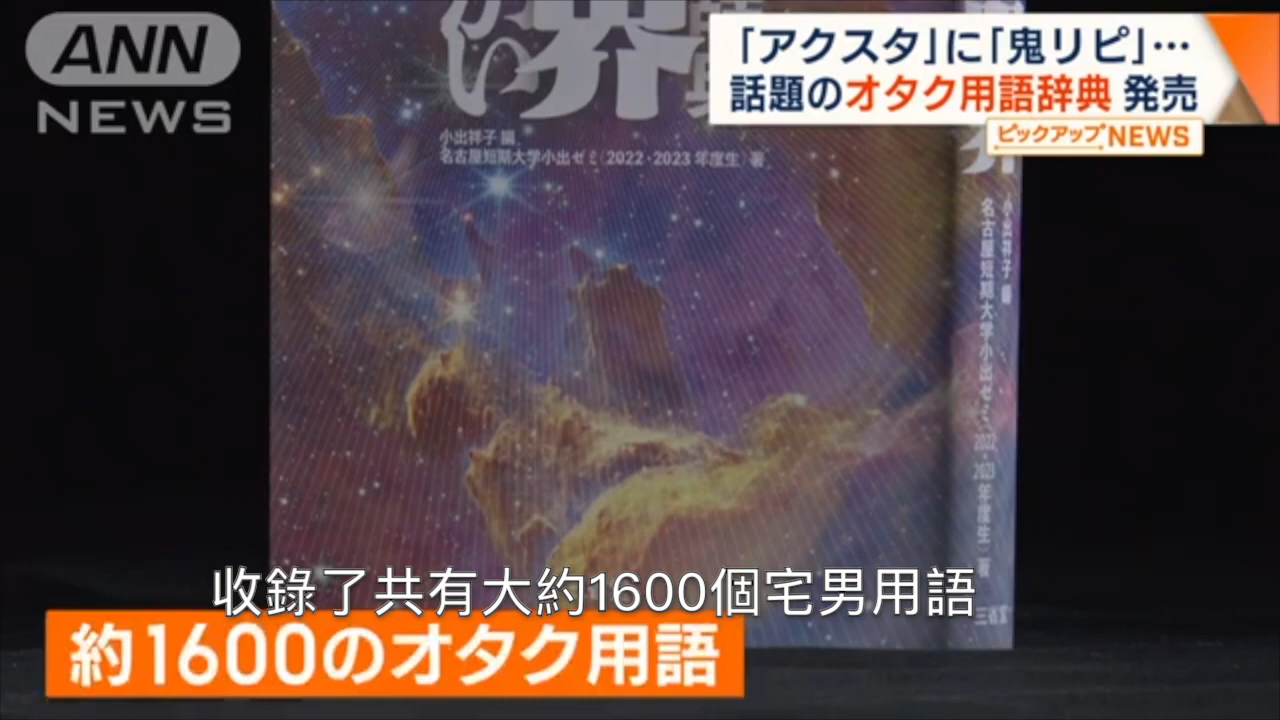 ANN
NEWS
「アクスタ」に「鬼リピ」…
話題のオタク用語辞典 発売
ピックアップNEWS
小出祥子 編
名古屋短期大学小出ゼミ(2022・2023 年度生)著
小出祥子 編
名古屋短期大学小出ゼミ(2022・2023年度生)著
收錄了共有大約1600個宅男用語
約1600のオタク用語